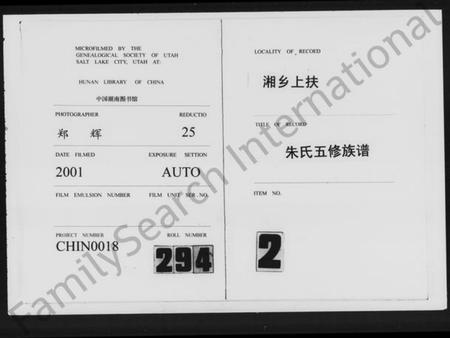 MICROFILMED BY THE
GENEALOGICAL SOCIETY OF UTAH
SALT LAKE CITY, UTAH AT:
HUNAN LIBRARY OF CHINA
中国湖南图书馆
PHOTOGRAPHER REDUCTIO
郑 辉 25
DATE FILMED EXPOSURE SETTION
2001 AUTO
FILM EMULSION NUMBER FILM UNIT SER. NO.
PROJECT NUMBER ROLL NUMBER
CHIN0018 294
LOCALITY OF RECOED
湘乡上扶
TITLE OF RECORD
朱氏五修族谱
ITEM NO.
2
FamilySearch International